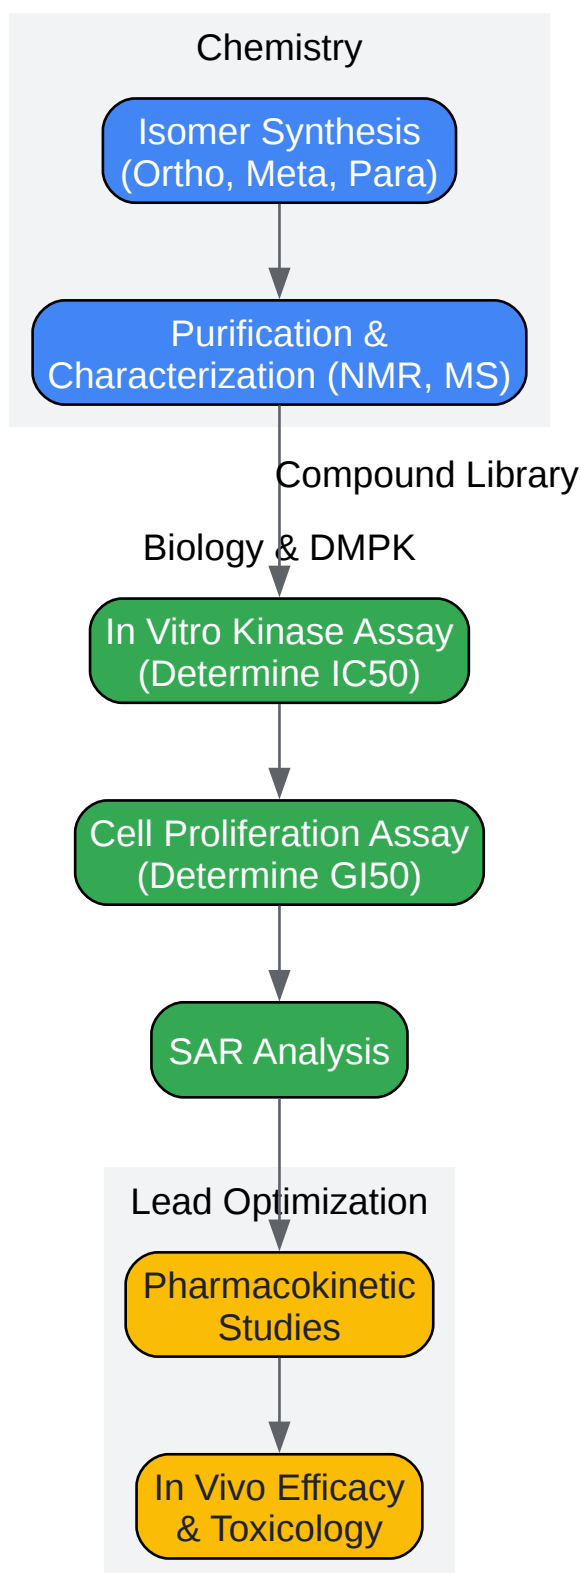 Chemistry
Isomer Synthesis
(Ortho, Meta, Para)
Purification &
Characterization (NMR, MS)
Compound Library
Biology & DMPK
In Vitro Kinase Assay
(Determine IC50)
Cell Proliferation Assay
(Determine GI50)
SAR Analysis
Lead Optimization
Pharmacokinetic
Studies
In Vivo Efficacy
& Toxicology